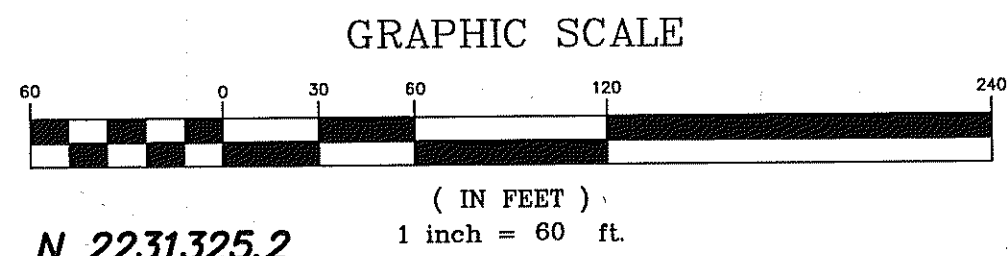 GRAPHIC SCALE
60 0 30 60 120 240
( IN FEET )
1 inch = 60 ft.
N 2231325.2